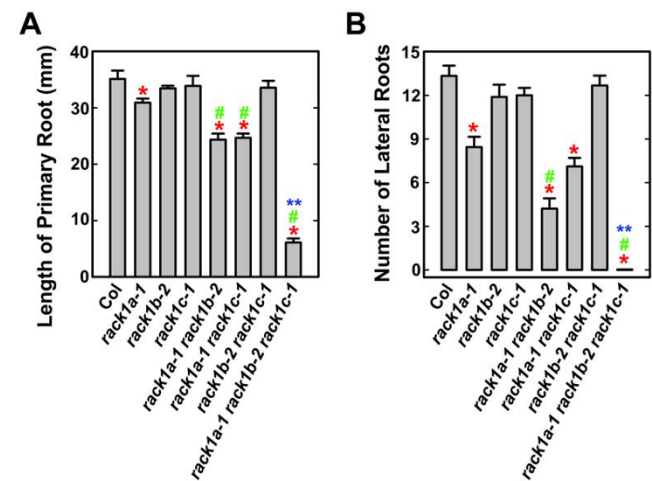 A
Length of Primary Root (mm)
40
30
20
10
0
*
#
*
#
*
**
#
*
Col
rack1a-1
rack1b-2
rack1c-1
rack1a-1 rack1b-2
rack1a-1 rack1c-1
rack1b-2 rack1c-1
rack1a-1 rack1b-2 rack1c-1
B
Number of Lateral Roots
15
12
9
6
3
0
*
#
*
*
**
#
*
Col
rack1a-1
rack1b-2
rack1c-1
rack1a-1 rack1b-2
rack1a-1 rack1c-1
rack1b-2 rack1c-1
rack1a-1 rack1b-2 rack1c-1